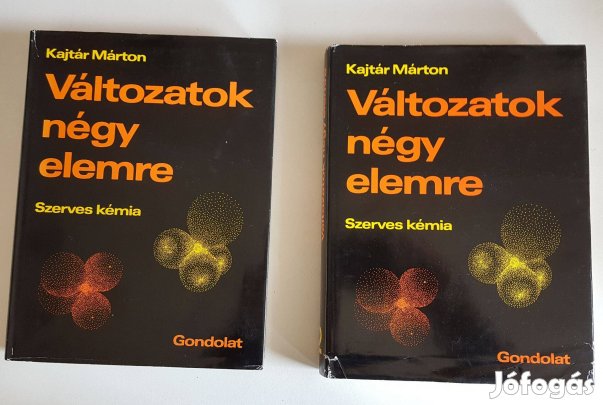 Kajtár Márton
Változatok
négy
elemre
Szerves kémia
Gondolat
Kajtár Márton
Változatok
négy
elemre
Szerves kémia
Gondolat
Jófogás